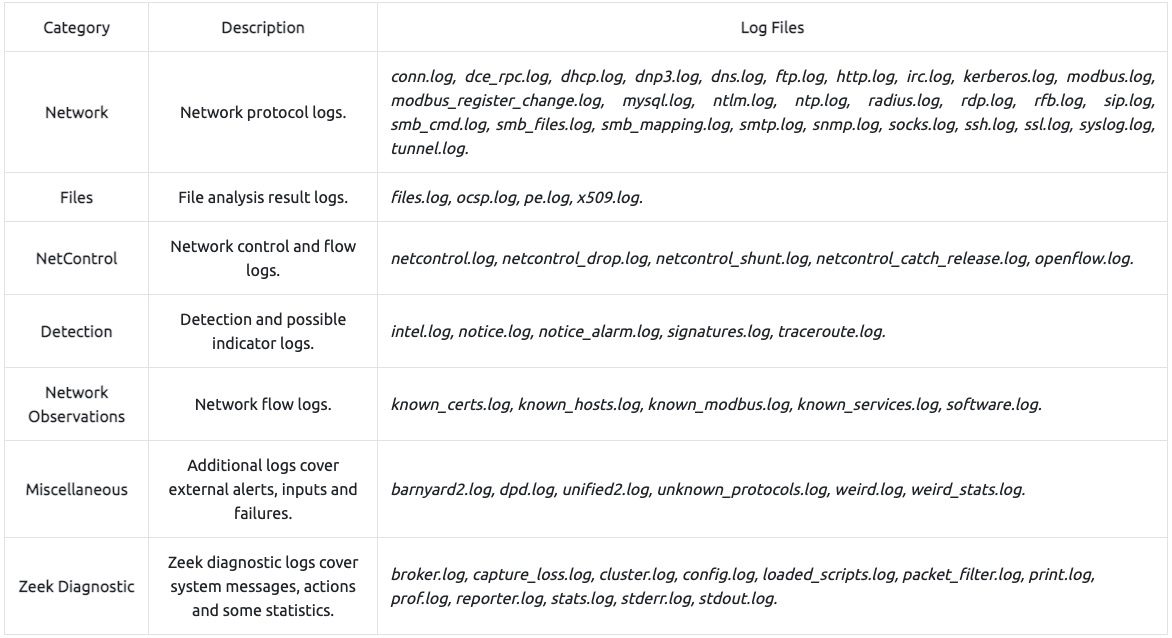 Category
Description
Log Files
Network
Network protocol logs.
conn.log, dce_rpc.log, dhcp.log, dnp3.log, dns.log, ftp.log, http.log, irc.log, kerberos.log, modbus.log,
modbus_register_change.log, mysql.log, ntlm.log, ntp.log, radius.log, rdp.log, rfb.log, sip.log,
smb_cmd.log, smb_files.log, smb_mapping.log, smtp.log, snmp.log, socks.log, ssh.log, ssl.log, syslog.log,
tunnel.log.
Files
File analysis result logs.
files.log, ocsp.log, pe.log, x509.log.
NetControl
Network control and flow
logs.
netcontrol.log, netcontrol_drop.log, netcontrol_shunt.log, netcontrol_catch_release.log, openflow.log.
Detection
Detection and possible
indicator logs.
intel.log, notice.log, notice_alarm.log, signatures.log, traceroute.log.
Network
Observations
Network flow logs.
known_certs.log, known_hosts.log, known_modbus.log, known_services.log, software.log.
Miscellaneous
Additional logs cover
external alerts, inputs and
failures.
barnyard2.log, dpd.log, unified2.log, unknown_protocols.log, weird.log, weird_stats.log.
Zeek Diagnostic
Zeek diagnostic logs cover
system messages, actions
and some statistics.
broker.log, capture_loss.log, cluster.log, config.log, loaded_scripts.log, packet_filter.log, print.log,
prof.log, reporter.log, stats.log, stderr.log, stdout.log.